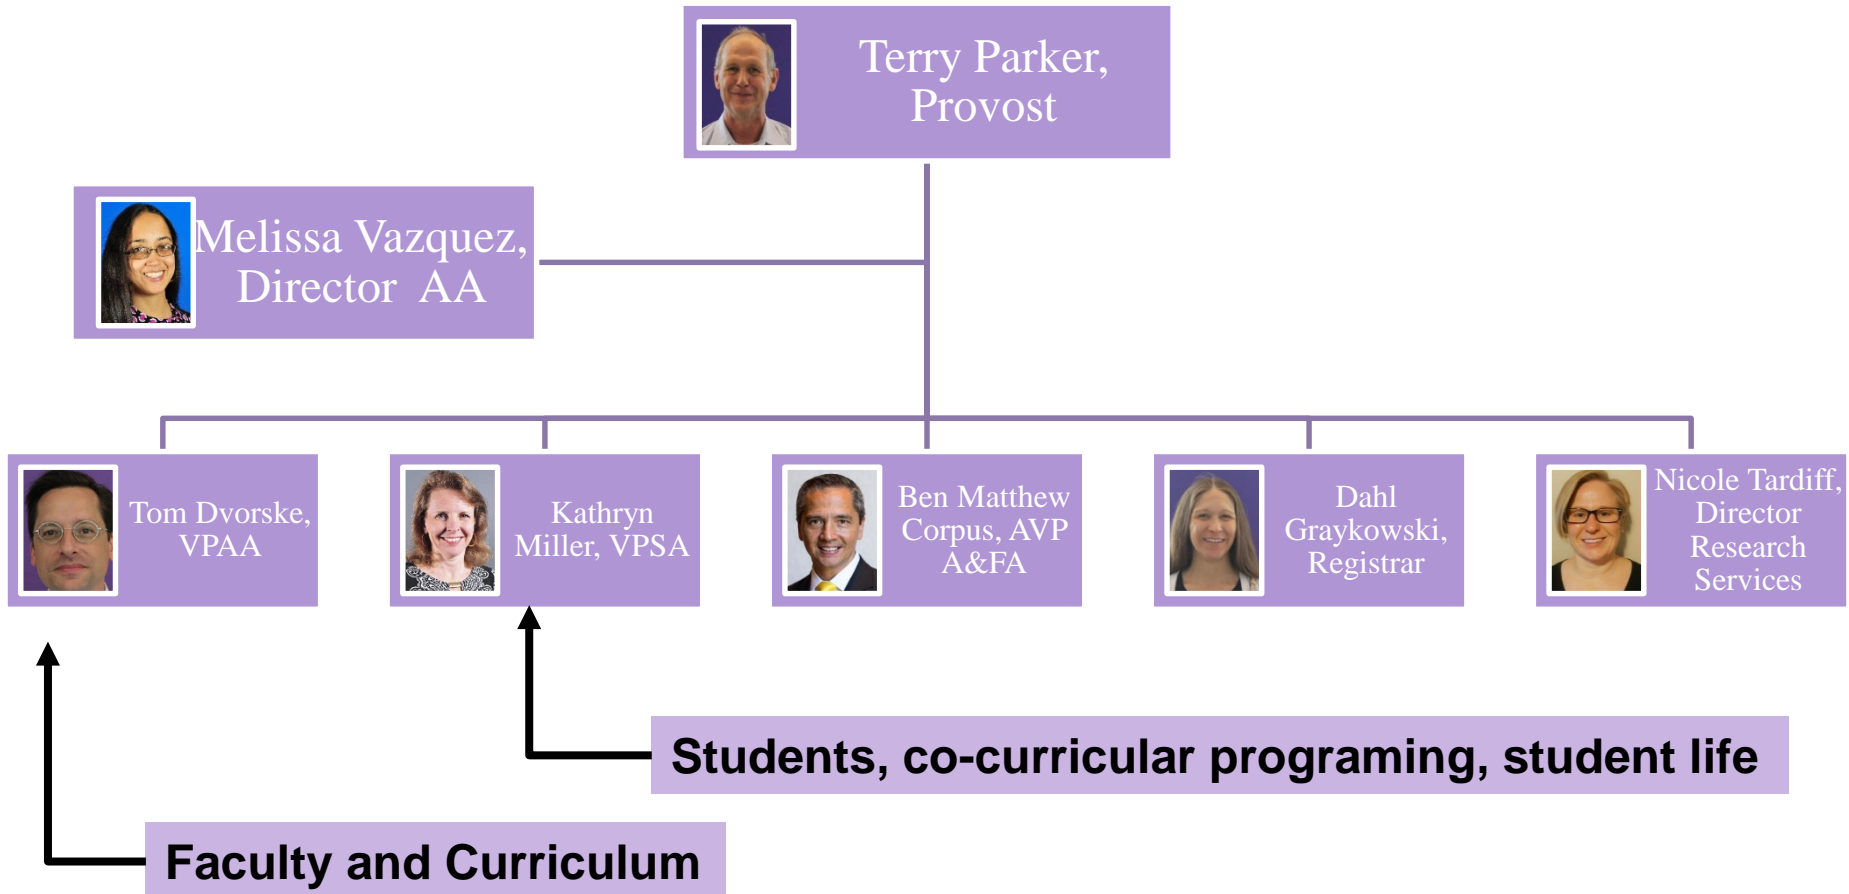 Terry Parker,
Provost
Melissa Vazquez,
Director AA
Tom Dvorske,
VPAA
Kathryn
Miller, VPSA
Ben Matthew
Corpus, AVP
A&FA
Dahl
Graykowski,
Registrar
Nicole Tardiff,
Director
Research
Services
Students, co-curricular programing, student life
Faculty and Curriculum